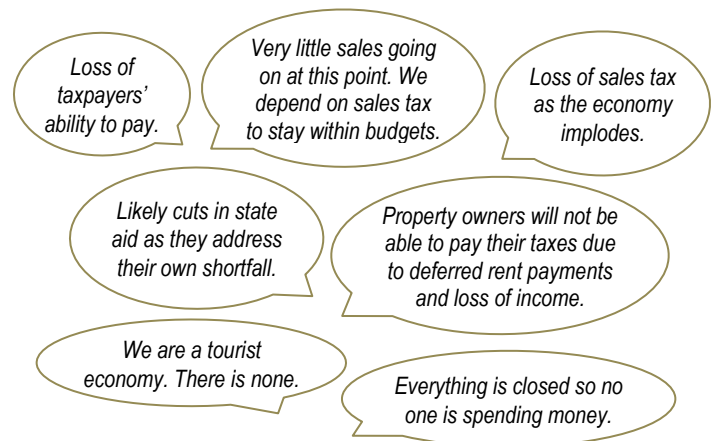 Loss of
taxpayers'
ability to pay.
Very little sales going
on at this point. We
depend on sales tax
to stay within budgets.
Loss of sales tax
as the economy
implodes.
Likely cuts in state
aid as they address
their own shortfall.
Property owners will not be
able to pay their taxes due
to deferred rent payments
and loss of income.
We are a tourist
economy. There is none.
Everything is closed so no
one is spending money.